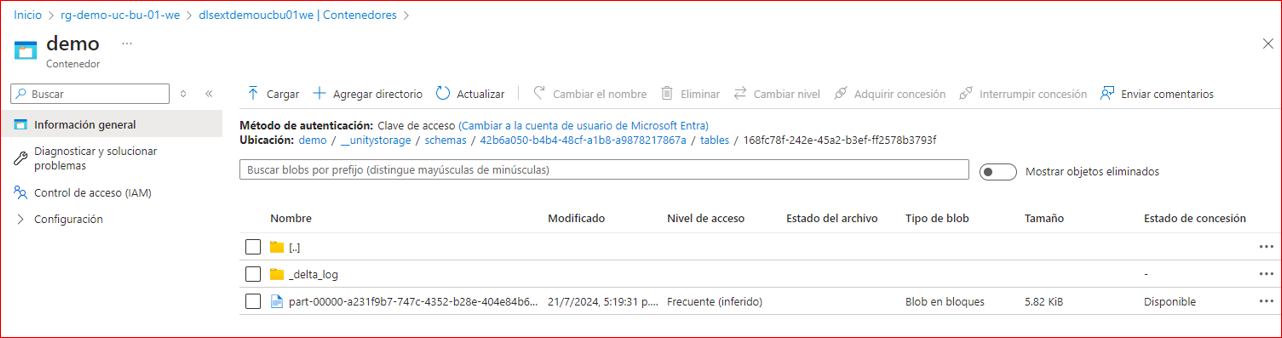 Inicio > rg-demo-uc-bu-01-we > dlsextdemoucbu01we | Contenedores >
demo ...
Contenedor
Buscar
Información general
Diagnosticar y solucionar
problemas
Control de acceso (IAM)
Configuración
Cargar Agregar directorio Actualizar Cambiar el nombre Eliminar Cambiar nivel Adquirir concesión Interrumpir concesión Enviar comentarios
Método de autenticación: Clave de acceso (Cambiar a la cuenta de usuario de Microsoft Entra)
Ubicación: demo / __unitystorage / schemas / 42b6a050-b4b4-48cf-a1b8-a9878217867a / tables / 168fc78f-242e-45a2-b3ef-ff2578b3793f
Buscar blobs por prefijo (distingue mayúsculas de minúsculas)
Mostrar objetos eliminados
Nombre Modificado Nivel de acceso Estado del archivo Tipo de blob Tamaño Estado de concesión
[..]
_delta_log -
part-00000-a231f9b7-747c-4352-b28e-404e84b6... 21/7/2024, 5:19:31 p.... Frecuente (inferido) Blob en bloques 5.82 KiB Disponible